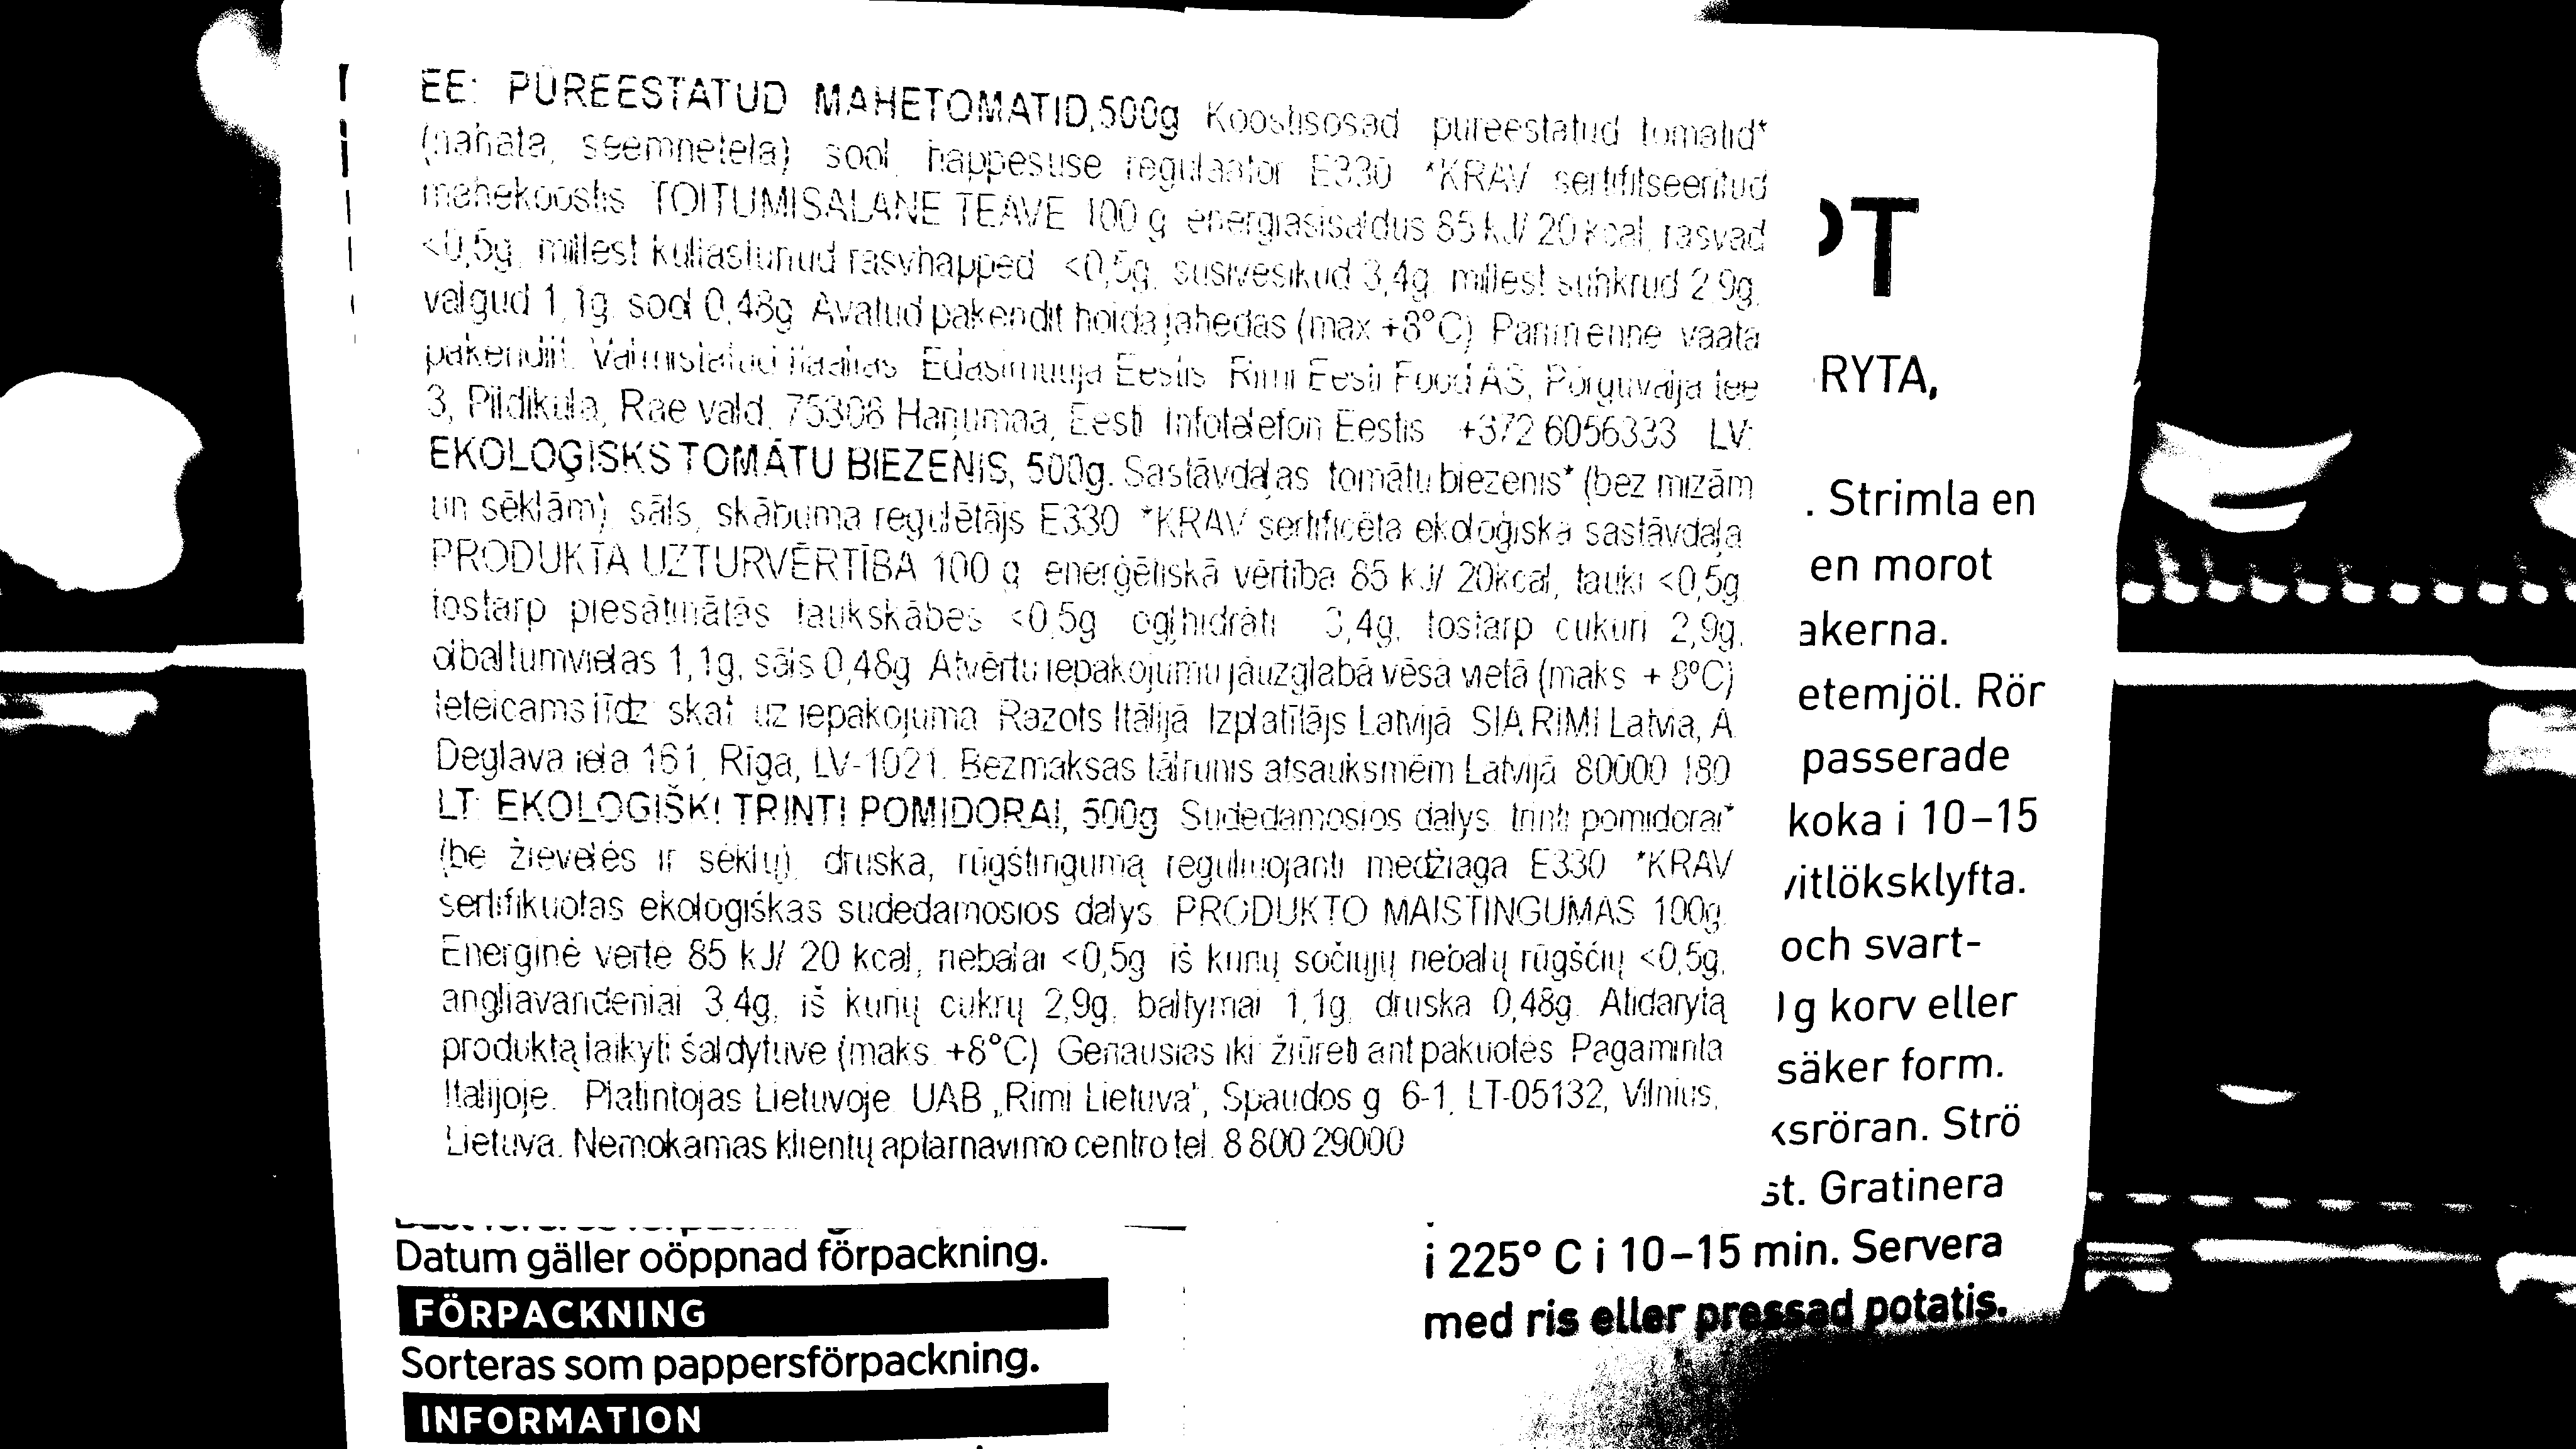 EE: PÜREESTATUD MAHETOMATID,500g Koostisosad pureestatud tomatid*
(nahata, seemnetela) sool, happesuse regulaator E330 *KRAV sertifitseeritud
mahekoostis TOITUMISALANE TEAVE 100 g energiasisaldus 85 kJ/ 20 kcal, rasvad
<0,5g, millest kullastunud rasvhapped <0,5g, susivesikud 3,4g, millest suhkrud 2,9g,
valgud 1,1g, sool 0,48g Avatud pakendit hoida jahedas (max +8°C) Parim enne vaata
pakendilt. Valmistatud Itaalias Edasimuuja Eestis Rimi Eesti Food AS, Põrguvälja tee
3, Pildiküla, Rae vald, 75308 Harjumaa, Eesti Infotelefon Eestis +372 6056333 LV:
EKOLOĢISKS TOMĀTU BIEZENIS, 500g. Sastāvdaļas tomātu biezenis* (bez mizām
un sēklām), sāls, skābuma regulētājs E330 *KRAV sertificēta ekoloģiska sastāvdaļa
PRODUKTA UZTURVĒRTĪBA 100 g enerģētiskā vērtība 85 kJ/ 20kcal, tauki <0,5g
tostarp piesātinātās taukskābes <0,5g ogļhidrāti 3,4g, tostarp cukuri 2,9g,
olbaltumvielas 1,1g, sāls 0,48g Atvērtu iepakojumu jāuzglabā vēsā vietā (maks + 8°C)
Ieteicams līdz skat uz iepakojuma Ražots Itālijā Izplatītājs Latvijā SIA RIMI Latvia, A
Deglava iela 161, Rīga, LV-1021. Bezmaksas tālrunis atsauksmēm Latvijā 80000 180
LT: EKOLOGIŠKI TRINTI POMIDORAI, 500g Sudedamosios dalys. trinti pomidorai*
(be žievelės ir sėklų), druska, rūgštingumą reguliuojanti medžiaga E330 *KRAV
sertifikuotas ekologiškas sudedamosios dalys. PRODUKTO MAISTINGUMAS 100g.
Energinė vertė 85 kJ/ 20 kcal, riebalai <0,5g iš kurių sočiųjų riebalų rūgščių <0,5g,
angliavandeniai 3,4g, iš kurių cukrų 2,9g, baltymai 1,1g, druska 0,48g. Atidarytą
produktą laikyti šaldytuve (maks. +8°C) Geriausias iki žiūrėti ant pakuotės Pagaminta
Italijoje. Platintojas Lietuvoje UAB „Rimi Lietuva", Spaudos g 6-1, LT-05132, Vilnius,
Lietuva. Nemokamas klientų aptarnavimo centro tel. 8 800 29000
PT
RYTA,
. Strimla en
en morot
akerna.
etemjöl. Rör
passerade
koka i 10–15
vitlöksklyfta.
och svart-
g korv eller
säker form.
ksröran. Strö
st. Gratinera
i 225° C i 10–15 min. Servera
med ris eller pressad potatis.
Datum gäller oöppnad förpackning.
FÖRPACKNING
Sorteras som pappersförpackning.
INFORMATION